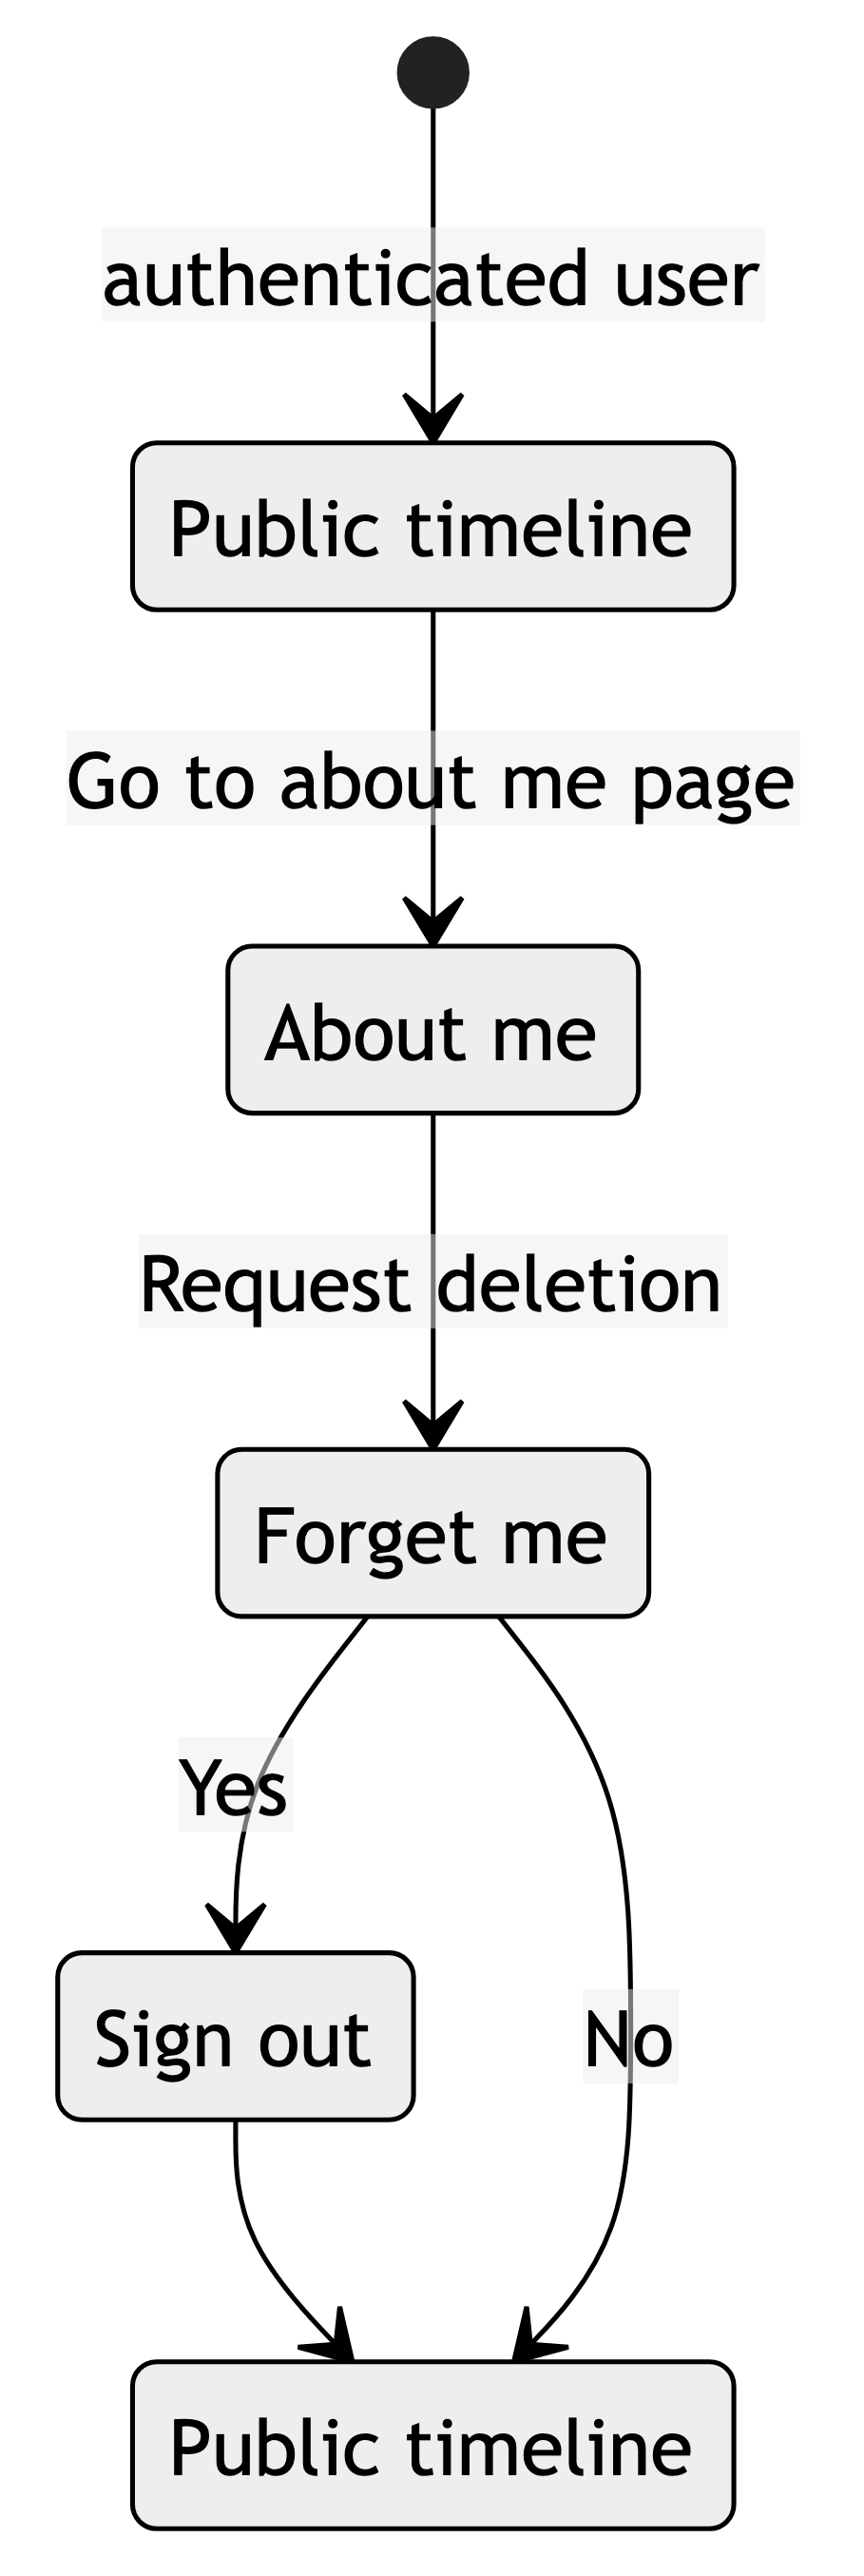 authenticated user
Public timeline
Go to about me page
About me
Request deletion
Forget me
Yes
Sign out
No
Public timeline